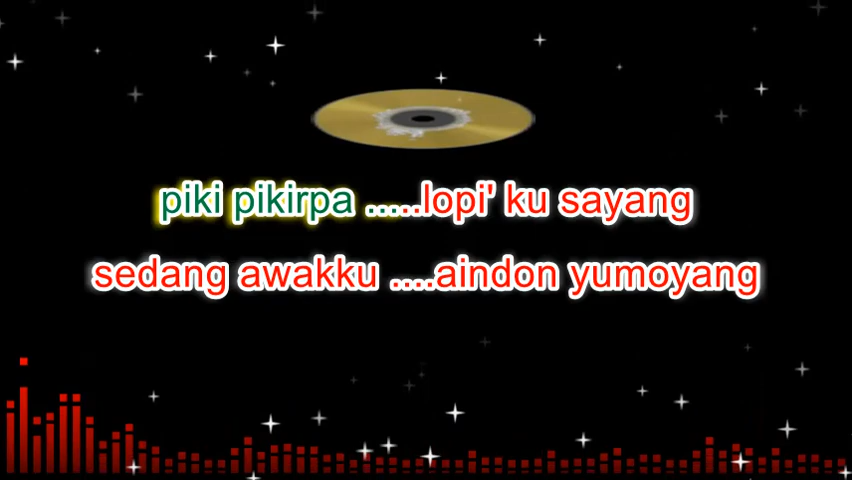 piki pikirpa .....lopi' ku sayang
sedang awakku ....aindon yumoyang